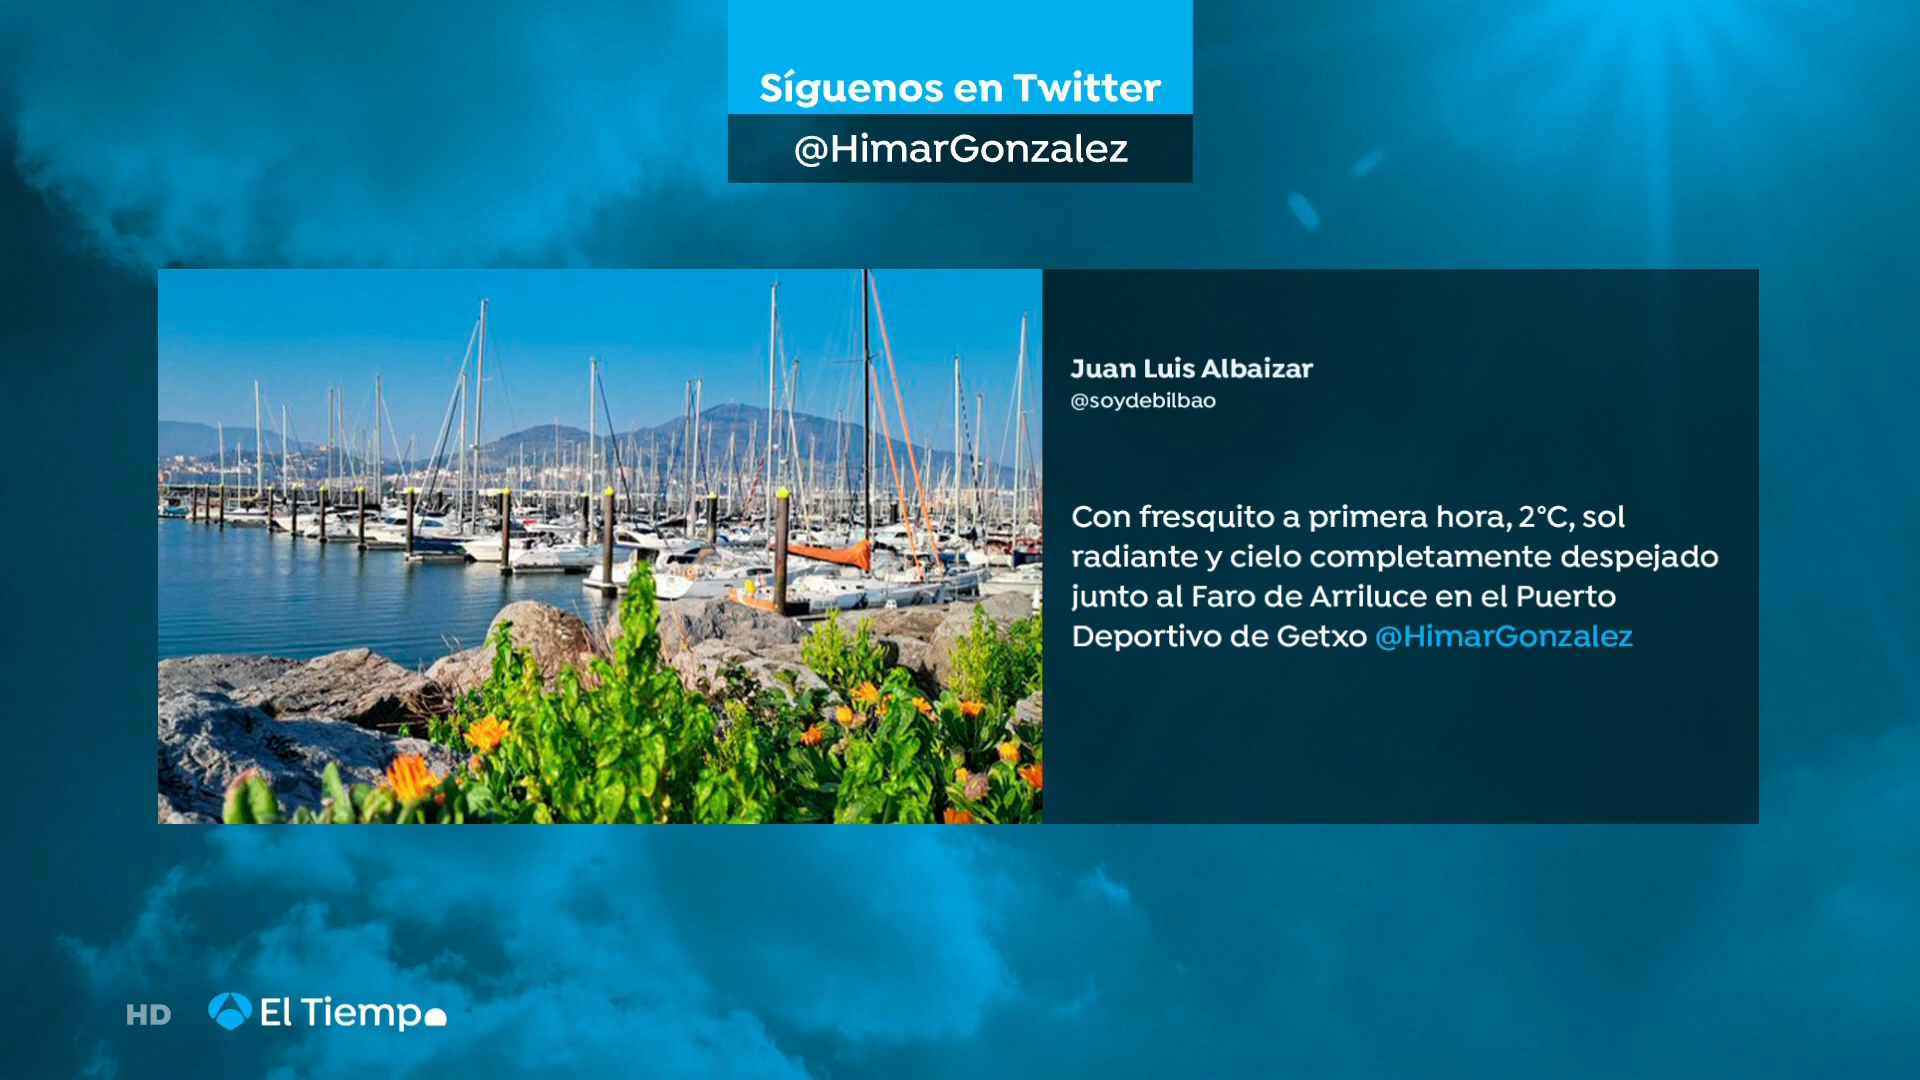 Síguenos en Twitter
@HimarGonzalez
Juan Luis Albaizar
@soydebilbao
Con fresquito a primera hora, 2°C, sol
radiante y cielo completamente despejado
junto al Faro de Arriluce en el Puerto
Deportivo de Getxo @HimarGonzalez
HD El Tiempo